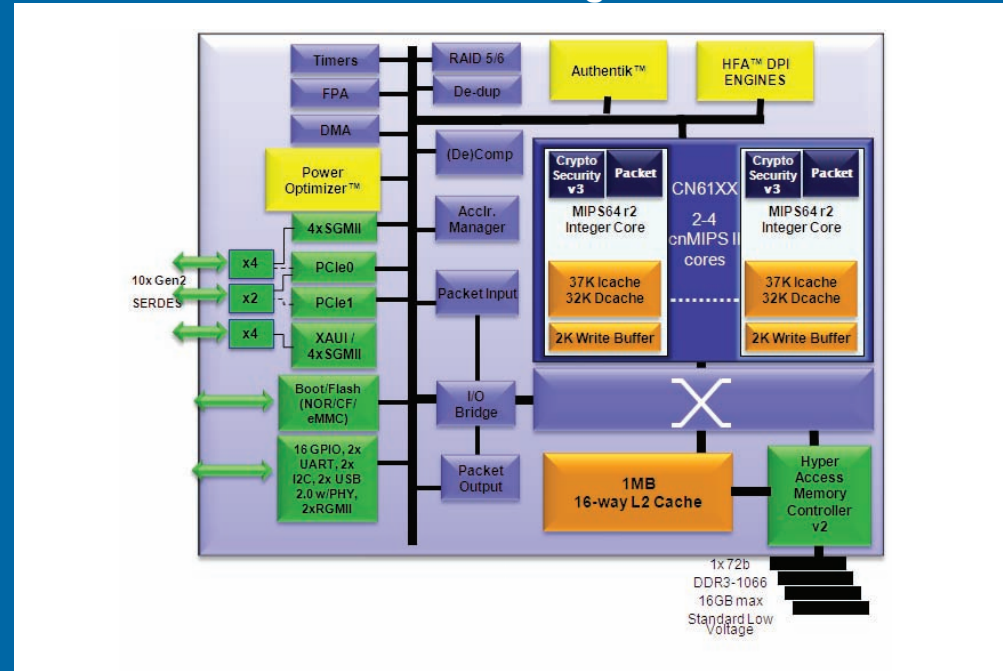 Timers
FPA
DMA
Power
Optimizer™
4xSGMII
PCIe0
PCIe1
XAUI /
4xSGMII
Boot/Flash
(NOR/CF/
eMMC)
16 GPIO, 2x
UART, 2x
I2C, 2x USB
2.0 w/PHY,
2xRGMII
10x Gen2
SERDES
x4
x2
x4
RAID 5/6
De-dup
(De)Comp
Acclr.
Manager
Packet Input
I/O
Bridge
Packet
Output
Authentik™
HFA™ DPI
ENGINES
Crypto
Security
v3
Packet
MIPS64 r2
Integer Core
37K Icache
32K Dcache
2K Write Buffer
CN61XX
2-4
cnMIPS II
cores
Crypto
Security
v3
Packet
MIPS64 r2
Integer Core
37K Icache
32K Dcache
2K Write Buffer
1MB
16-way L2 Cache
Hyper
Access
Memory
Controller
v2
1x 72b
DDR3-1066
16GB max
Standard Low
Voltage